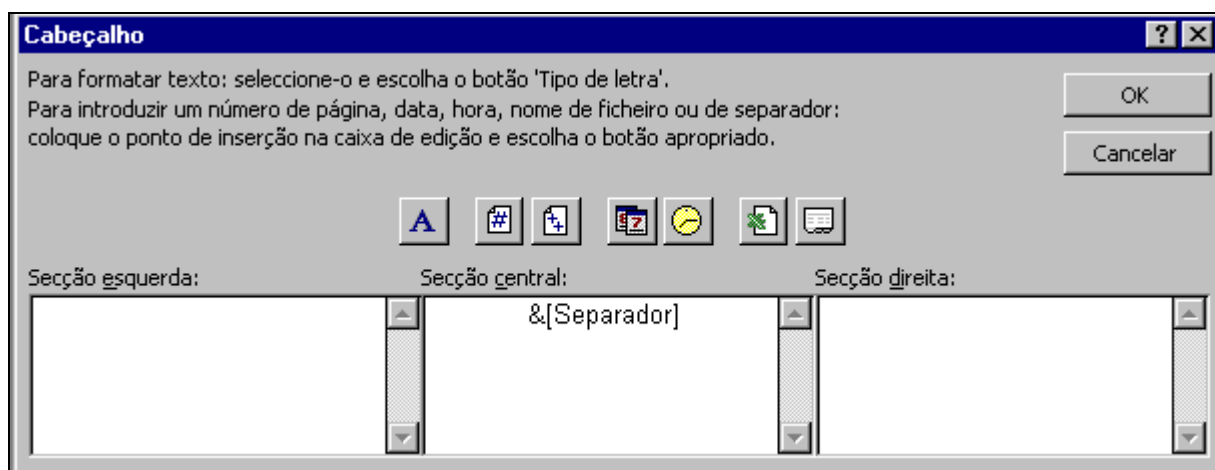 Cabeçalho
Para formatar texto: seleccione-o e escolha o botão 'Tipo de letra'.
Para introduzir um número de página, data, hora, nome de ficheiro ou de separador:
coloque o ponto de inserção na caixa de edição e escolha o botão apropriado.
OK
Cancelar
A
Secção esquerda:
Secção central:
Secção direita:
&[Separador]